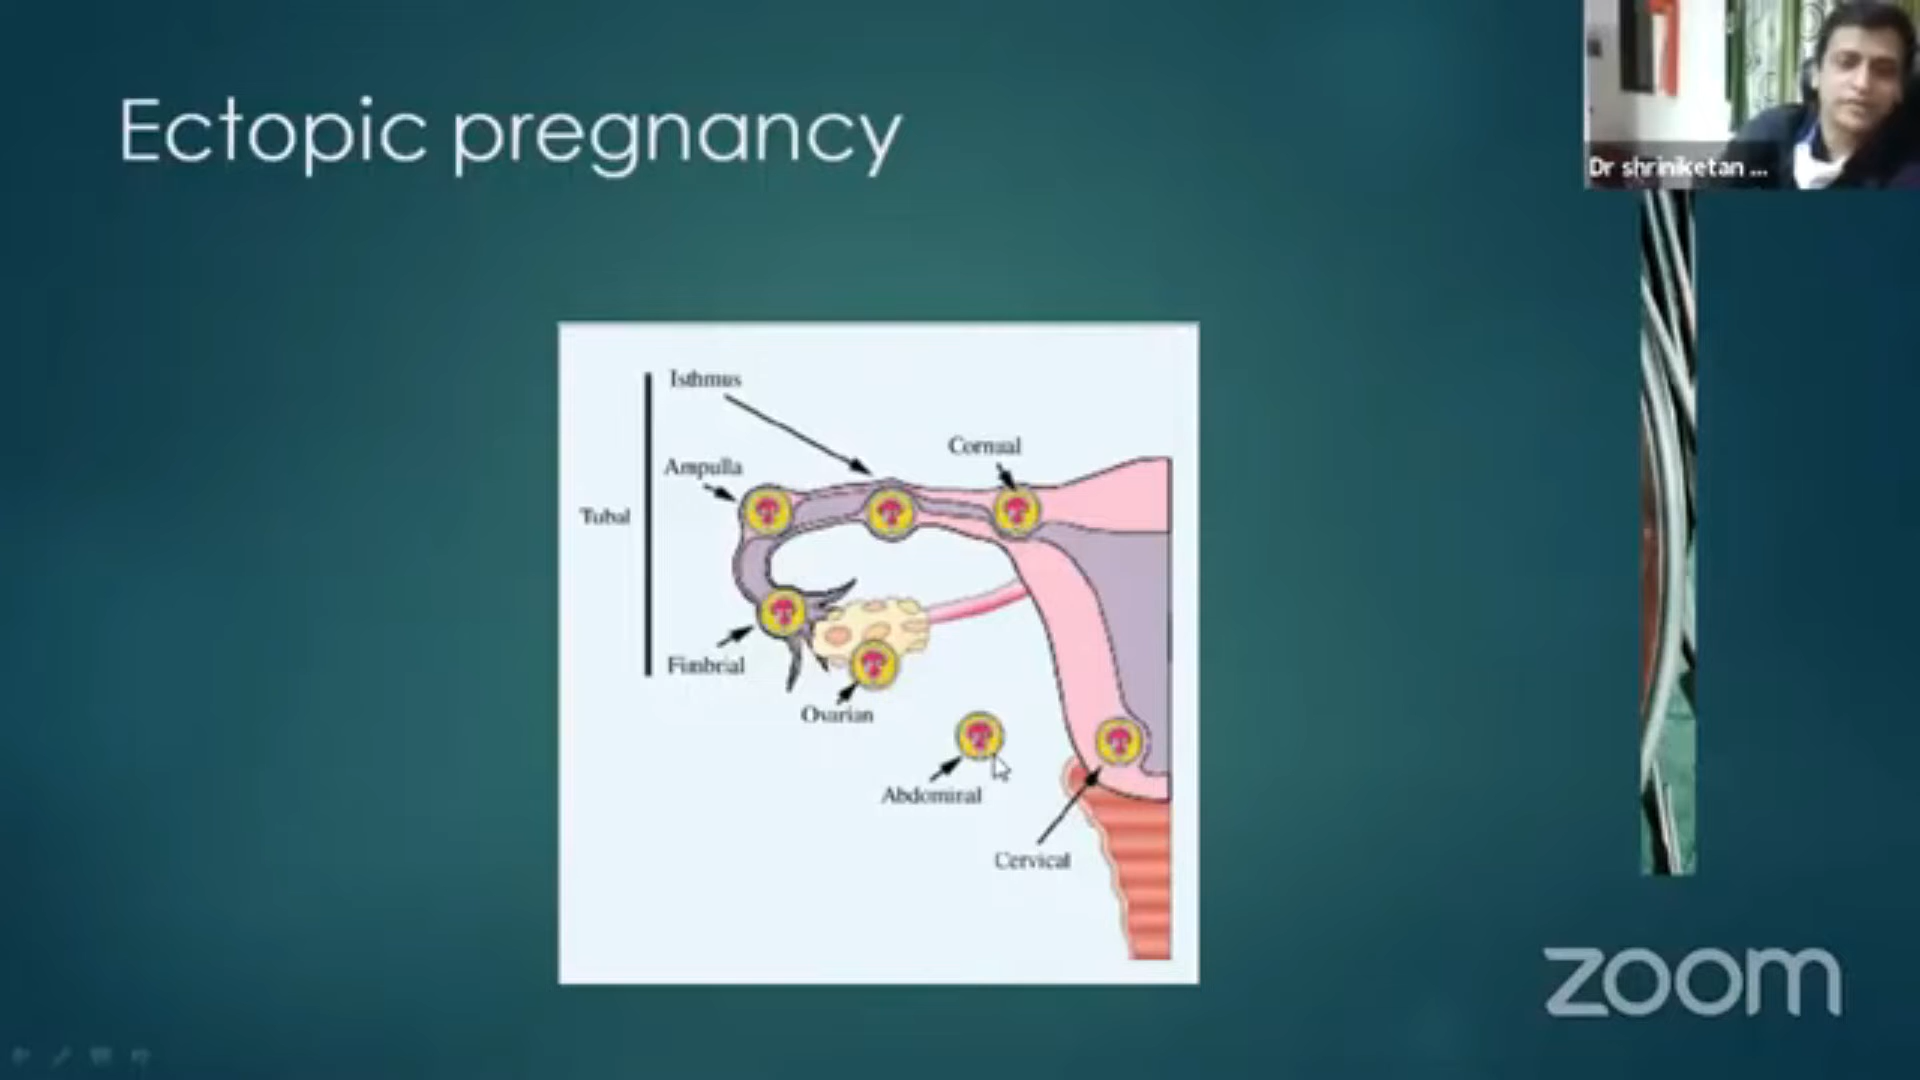 Ectopic pregnancy
Dr shriniketan ...
Isthmus
Cornual
Ampulla
Tubal
Fimbrial
Ovarian
Abdominal
Cervical
zoom